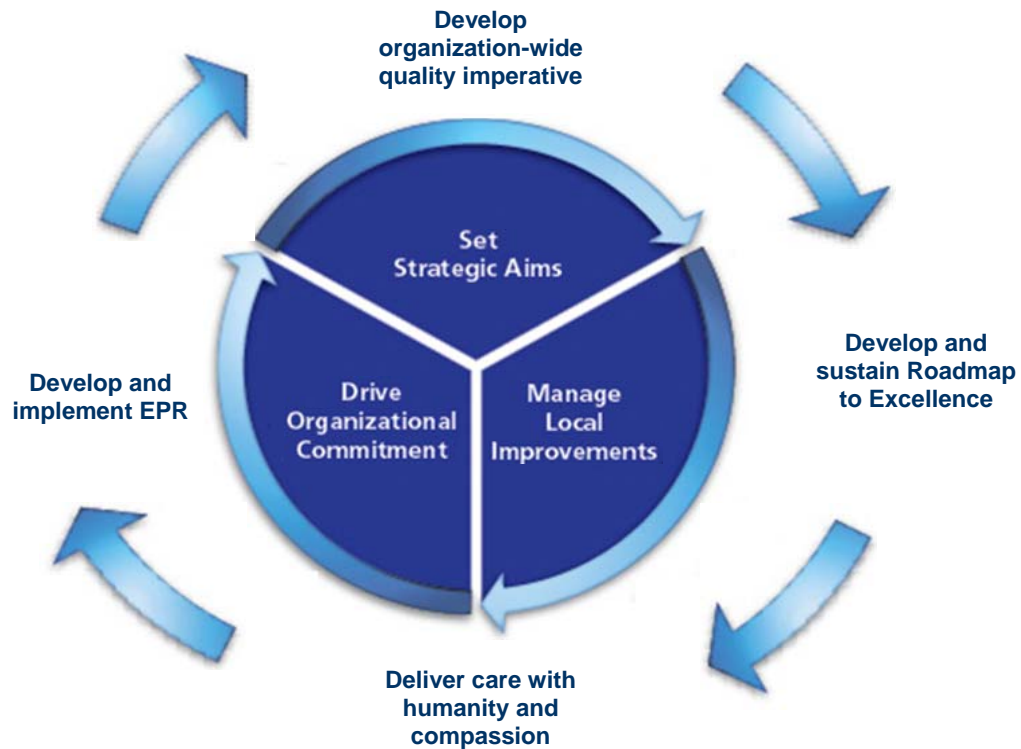 Develop
organization-wide
quality imperative
Set
Strategic Aims
Develop and
sustain Roadmap
to Excellence
Develop and
implement EPR
Drive
Organizational
Commitment
Manage
Local
Improvements
Deliver care with
humanity and
compassion